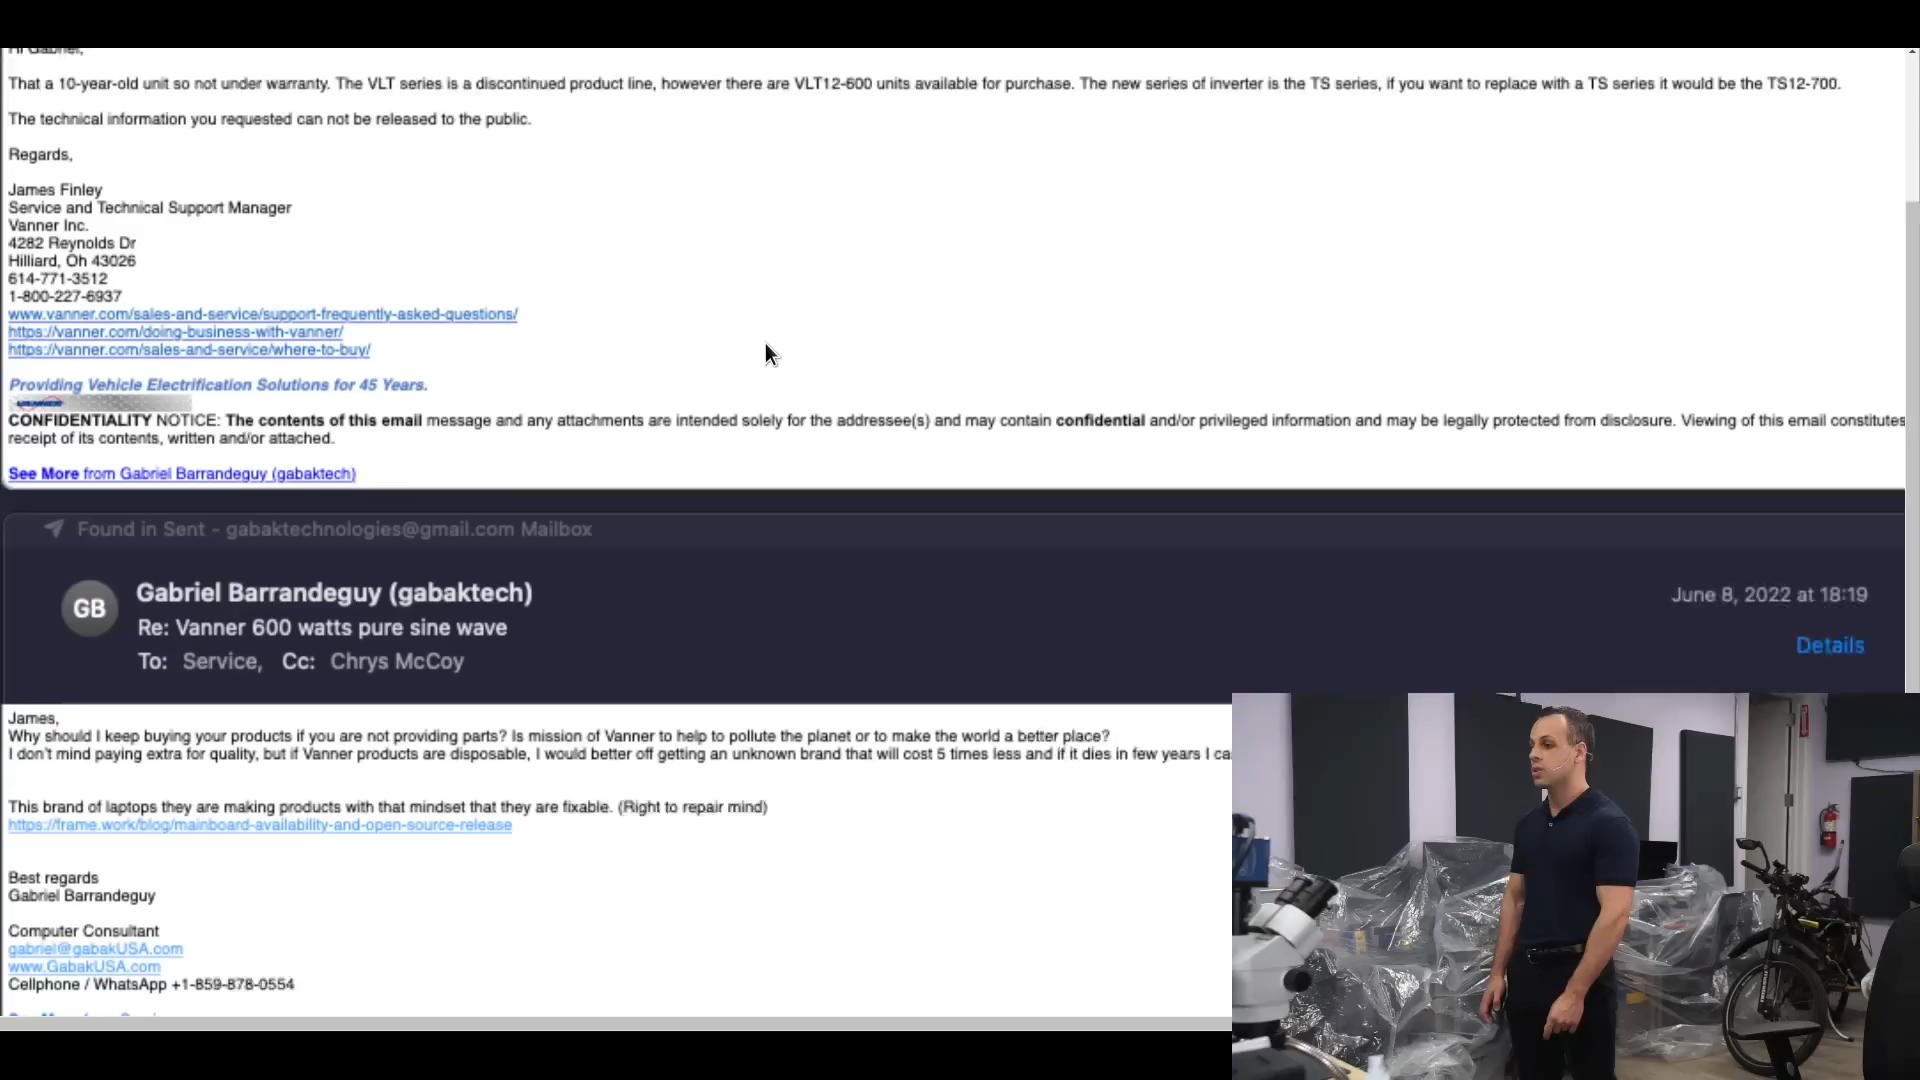 Hi Gabriel,
That a 10-year-old unit so not under warranty. The VLT series is a discontinued product line, however there are VLT12-600 units available for purchase. The new series of inverter is the TS series, if you want to replace with a TS series it would be the TS12-700.
The technical information you requested can not be released to the public.
Regards,
James Finley
Service and Technical Support Manager
Vanner Inc.
4282 Reynolds Dr
Hilliard, Oh 43026
614-771-3512
1-800-227-6937
www.vanner.com/sales-and-service/support-frequently-asked-questions/
https://vanner.com/doing-business-with-vanner/
https://vanner.com/sales-and-service/where-to-buy/
Providing Vehicle Electrification Solutions for 45 Years.
VANNER
CONFIDENTIALITY NOTICE: The contents of this email message and any attachments are intended solely for the addressee(s) and may contain confidential and/or privileged information and may be legally protected from disclosure. Viewing of this email constitutes
receipt of its contents, written and/or attached.
See More from Gabriel Barrandeguy (gabaktech)
Found in Sent - gabaktechnologies@gmail.com Mailbox
GB
Gabriel Barrandeguy (gabaktech)
June 8, 2022 at 18:19
Re: Vanner 600 watts pure sine wave
Details
To: Service, Cc: Chrys McCoy
James,
Why should I keep buying your products if you are not providing parts? Is mission of Vanner to help to pollute the planet or to make the world a better place?
I don't mind paying extra for quality, but if Vanner products are disposable, I would better off getting an unknown brand that will cost 5 times less and if it dies in few years I ca
This brand of laptops they are making products with that mindset that they are fixable. (Right to repair mind)
https://frame.work/blog/mainboard-availability-and-open-source-release
Best regards
Gabriel Barrandeguy
Computer Consultant
gabriel@gabakUSA.com
www.GabakUSA.com
Cellphone / WhatsApp +1-859-878-0554